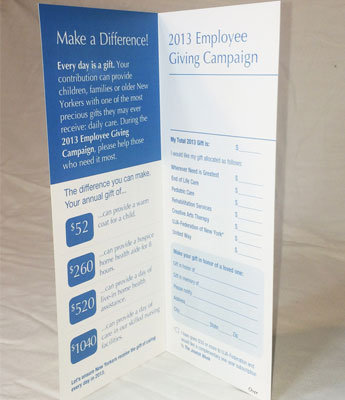 Make a Difference!
Every day is a gift. Your
contribution can provide
children, families or older New
Yorkers with one of the most
precious gifts they may ever
receive: daily care. During the
2013 Employee Giving
Campaign, please help those
who need it most.
The difference you can make.
Your annual gift of...
$52
...can provide a warm
coat for a child.
$260
...can provide a hospice
home health aide for 8
hours.
$520
...can provide a day of
live-in home health
assistance.
$1040
...can provide a day of
care in our skilled nursing
facilities.
Let's ensure New Yorkers receive the gift of caring
every day in 2013.
2013 Employee
Giving Campaign
My Total 2013 Gift is: $
I would like my gift allocated as follows:
Wherever Need is Greatest $
End of Life Care $
Pediatric Care $
Rehabilitation Services $
Creative Arts Therapy $
UJA-Federation of New York* $
United Way $
Make your gift in honor of a loved one:
Gift in honor of
Gift in memory of
Please notify
Address
City
State Zip
Over